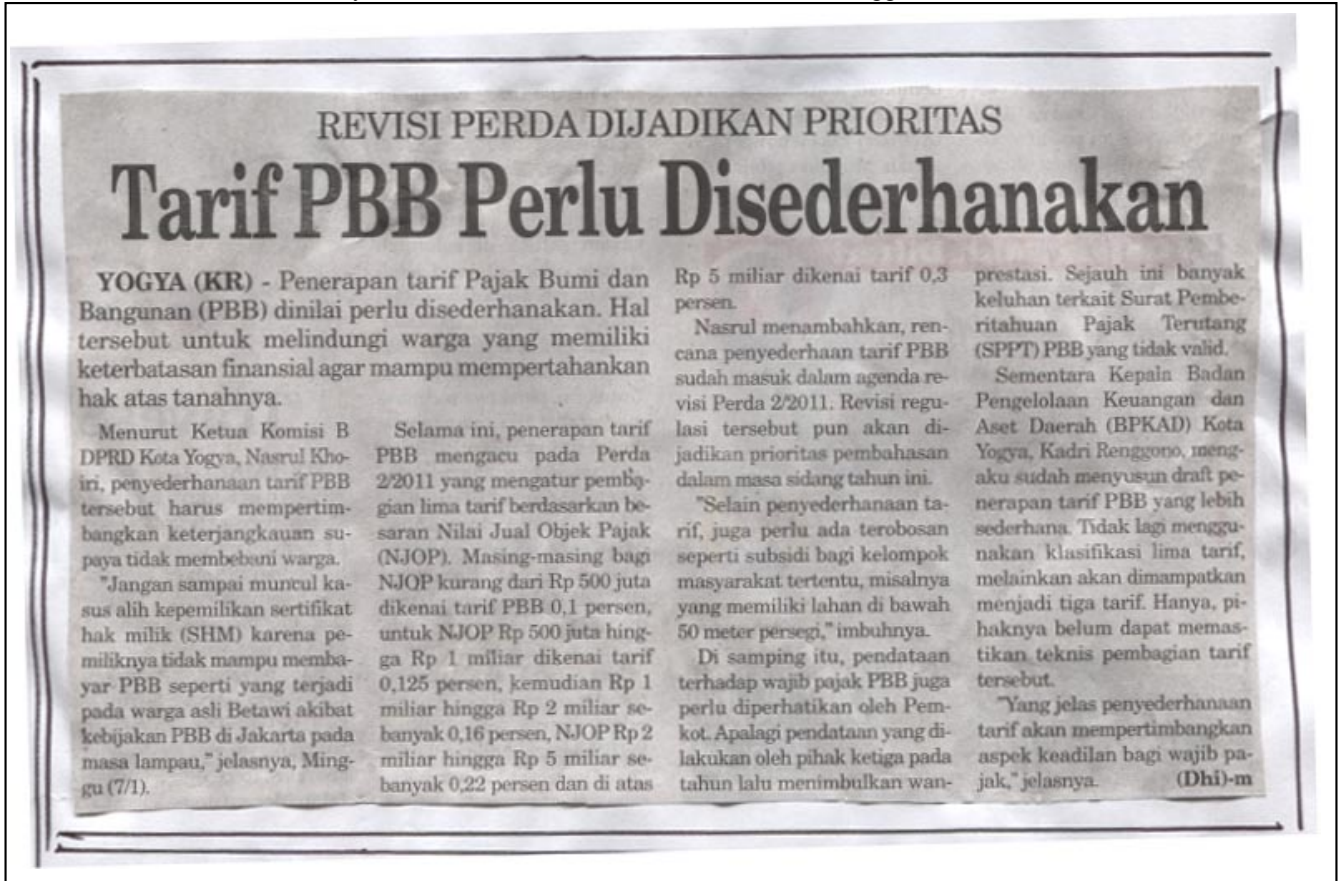 REVISI PERDA DIJADIKAN PRIORITAS
Tarif PBB Perlu Disederhanakan
YOGYA (KR) - Penerapan tarif Pajak Bumi dan
Bangunan (PBB) dinilai perlu disederhanakan. Hal
tersebut untuk melindungi warga yang memiliki
keterbatasan finansial agar mampu mempertahankan
hak atas tanahnya.
Menurut Ketua Komisi B
DPRD Kota Yogya, Nasrul Kho-
iri, penyederhanaan tarif PBB
tersebut harus mempertim-
bangkan keterjangkauan su-
paya tidak membebani warga.
"Jangan sampai muncul ka-
sus alih kepemilikan sertifikat
hak milik (SHM) karena pe-
miliknya tidak mampu memba-
yar PBB seperti yang terjadi
pada warga asli Betawi akibat
kebijakan PBB di Jakarta pada
masa lampau," jelasnya, Ming-
gu (7/1).
Selama ini, penerapan tarif
PBB mengacu pada Perda
2/2011 yang mengatur pemba-
gian lima tarif berdasarkan be-
saran Nilai Jual Objek Pajak
(NJOP). Masing-masing bagi
NJOP kurang dari Rp 500 juta
dikenai tarif PBB 0,1 persen,
untuk NJOP Rp 500 juta hing-
ga Rp 1 miliar dikenai tarif
0,125 persen, kemudian Rp 1
miliar hingga Rp 2 miliar se-
banyak 0,16 persen, NJOP Rp 2
miliar hingga Rp 5 miliar se-
banyak 0,22 persen dan di atas
Rp 5 miliar dikenai tarif 0,3
persen.
Nasrul menambahkan, ren-
cana penyederhaan tarif PBB
sudah masuk dalam agenda re-
visi Perda 2/2011. Revisi regu-
lasi tersebut pun akan di-
jadikan prioritas pembahasan
dalam masa sidang tahun ini.
"Selain penyederhanaan ta-
rif, juga perlu ada terobosan
seperti subsidi bagi kelompok
masyarakat tertentu, misalnya
yang memiliki lahan di bawah
50 meter persegi," imbuhnya.
Di samping itu, pendataan
terhadap wajib pajak PBB juga
perlu diperhatikan oleh Pem-
kot. Apalagi pendataan yang di-
lakukan oleh pihak ketiga pada
tahun lalu menimbulkan wan-
prestasi. Sejauh ini banyak
keluhan terkait Surat Pembe-
ritahuan Pajak Terutang
(SPPT) PBB yang tidak valid.
Sementara Kepala Badan
Pengelolaan Keuangan dan
Aset Daerah (BPKAD) Kota
Yogya, Kadri Renggono, meng-
aku sudah menyusun draft pe-
nerapan tarif PBB yang lebih
sederhana. Tidak lagi menggu-
nakan klasifikasi lima tarif,
melainkan akan dimampatkan
menjadi tiga tarif. Hanya, pi-
haknya belum dapat memas-
tikan teknis pembagian tarif
tersebut.
"Yang jelas penyederhanaan
tarif akan mempertimbangkan
aspek keadilan bagi wajib pa-
jak," jelasnya. (Dhi)-m